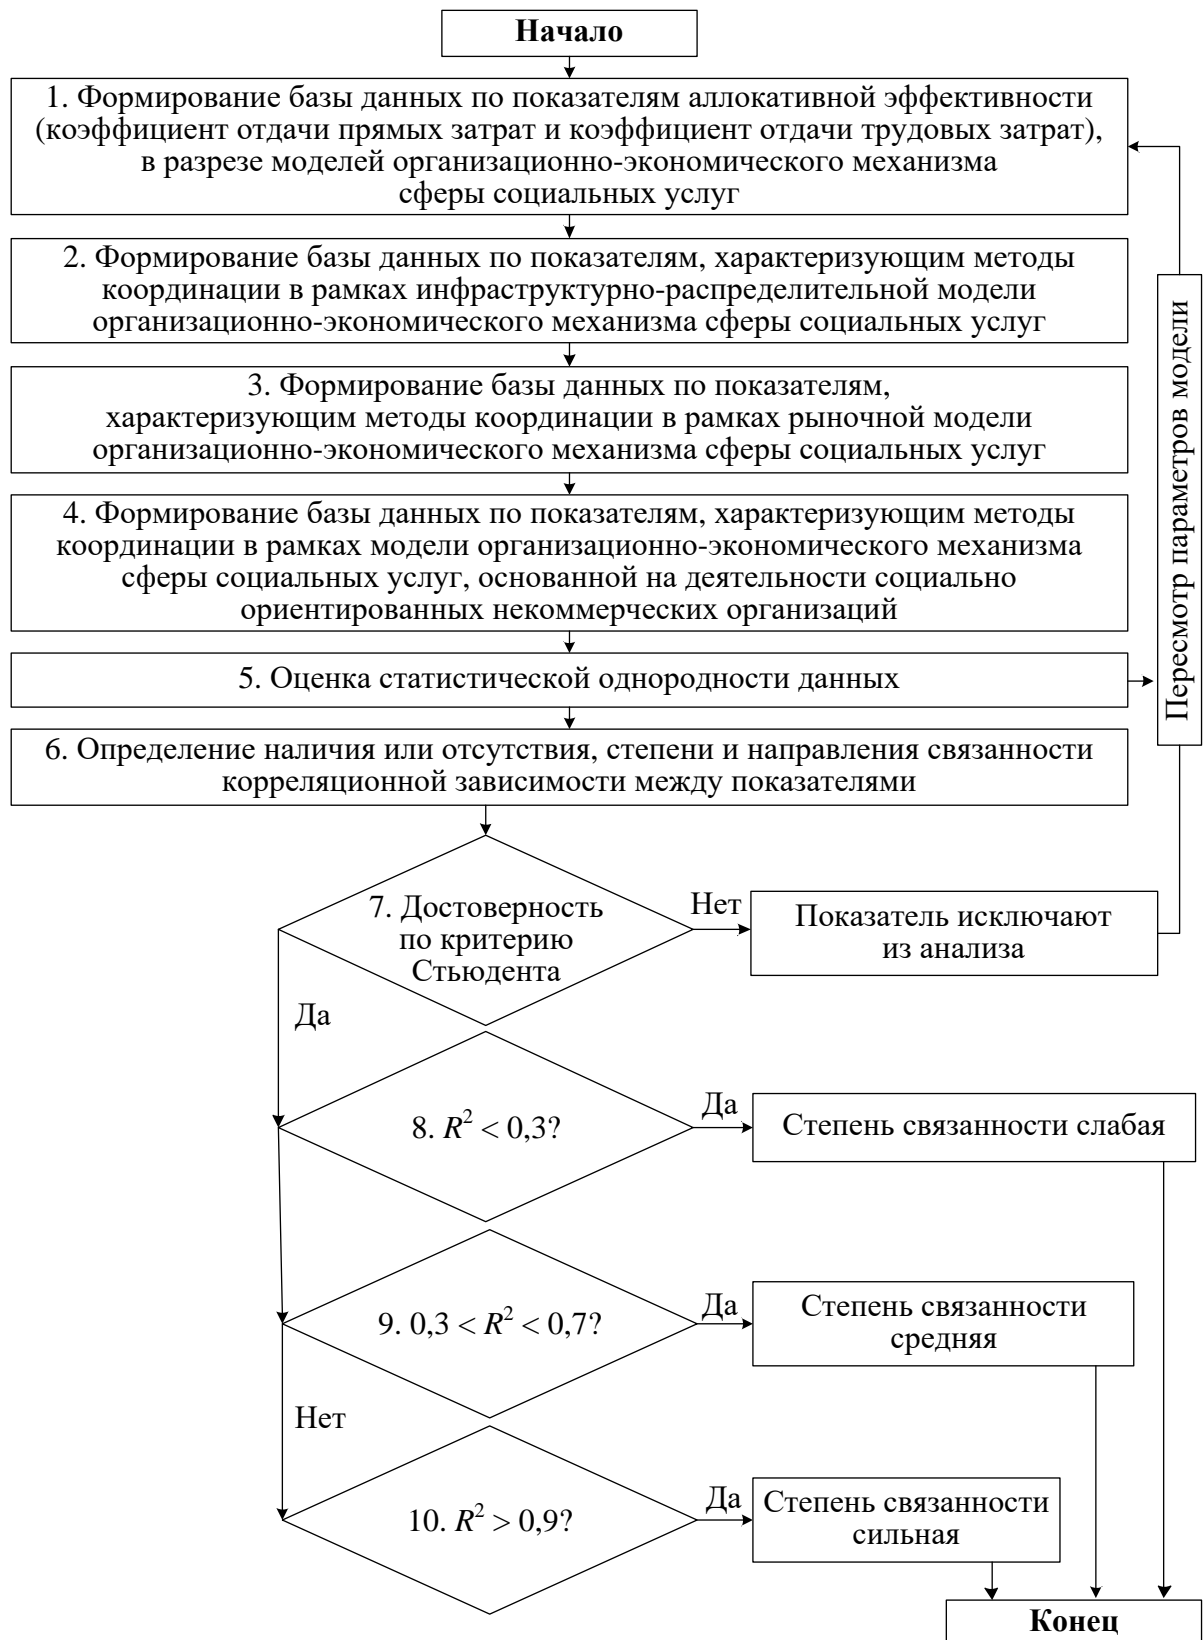 Начало
1. Формирование базы данных по показателям аллокативной эффективности
(коэффициент отдачи прямых затрат и коэффициент отдачи трудовых затрат),
в разрезе моделей организационно-экономического механизма
сферы социальных услуг
2. Формирование базы данных по показателям, характеризующим методы
координации в рамках инфраструктурно-распределительной модели
организационно-экономического механизма сферы социальных услуг
3. Формирование базы данных по показателям,
характеризующим методы координации в рамках рыночной модели
организационно-экономического механизма сферы социальных услуг
4. Формирование базы данных по показателям, характеризующим методы
координации в рамках модели организационно-экономического механизма
сферы социальных услуг, основанной на деятельности социально
ориентированных некоммерческих организаций
5. Оценка статистической однородности данных
Пересмотр параметров модели
6. Определение наличия или отсутствия, степени и направления связанности
корреляционной зависимости между показателями
7. Достоверность
по критерию
Стьюдента
Нет
Показатель исключают
из анализа
Да
8. R² < 0,3?
Да
Степень связанности слабая
9. 0,3 < R² < 0,7?
Да
Степень связанности
средняя
Нет
10. R² > 0,9?
Да
Степень связанности
сильная
Конец